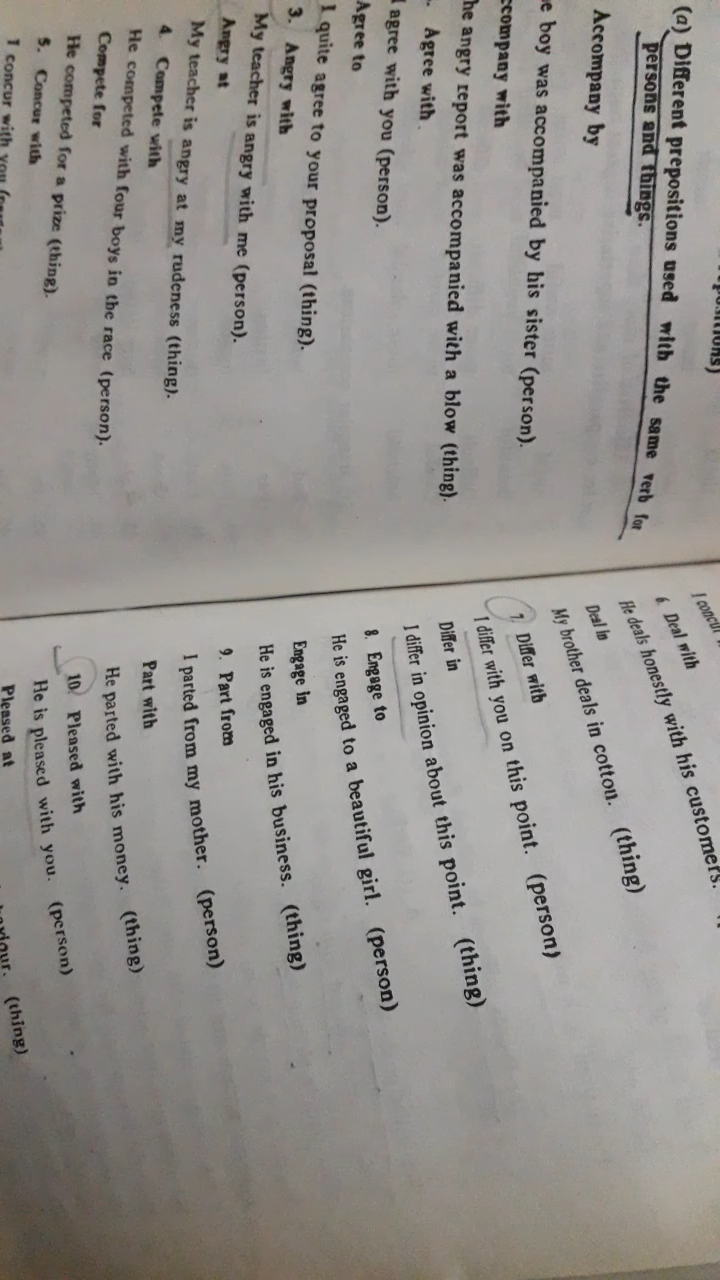 (a) Different prepositions used with the same verb for
persons and things.
Accompany by
boy was accompanied by his sister (person).
with
angry report was accompanied with a blow (thing).
Agree with
agree with you (person).
Agree to
I quite agree to your proposal (thing).
3. Angry with
My teacher is angry with me (person).
Angry at
My teacher is angry at my rudeness (thing).
4. Compete with
He competed with four boys in the race (person).
Compete for
He competed for a prize (thing).
5. Concur with
I concur with you
I concur
6. Deal with
He deals honestly with his customers.
Deal in
My brother deals in cotton. (thing)
7. Differ with
I differ with you on this point. (person)
Differ in
I differ in opinion about this point. (thing)
8. Engage to
He is engaged to a beautiful girl. (person)
Engage in
He is engaged in his business. (thing)
9. Part from
I parted from my mother. (person)
Part with
He parted with his money. (thing)
10. Pleased with
He is pleased with you. (person)
Pleased at
(thing)